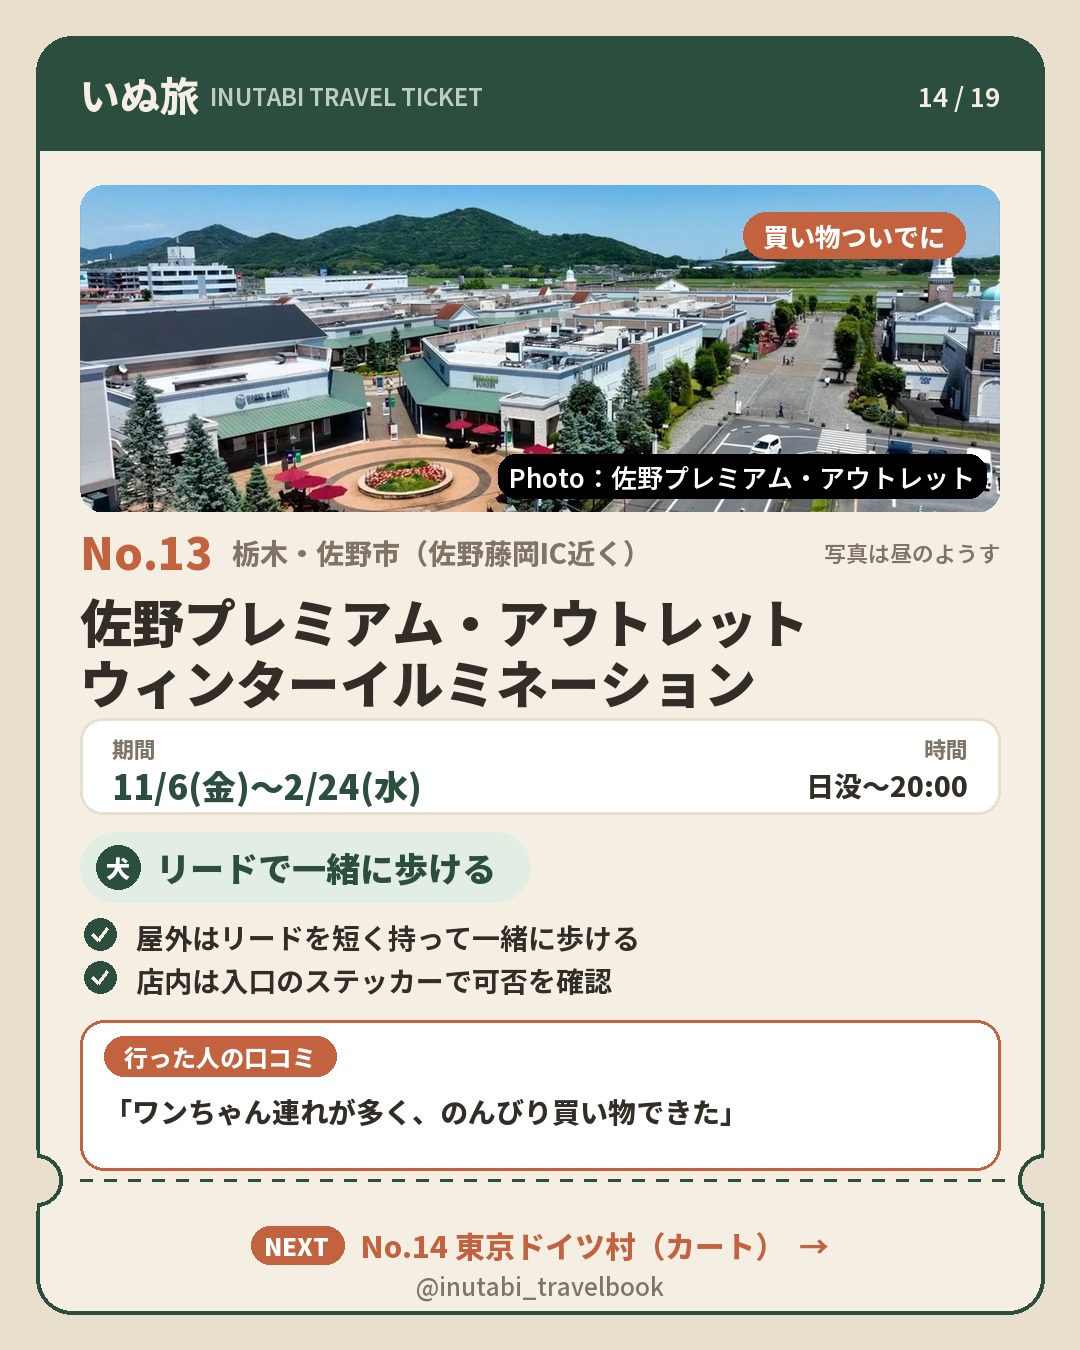 いぬ旅 INUTABI TRAVEL TICKET
14 / 19
買い物ついでに
Photo：佐野プレミアム・アウトレット
No.13 栃木・佐野市（佐野藤岡IC近く）
写真は昼のようす
佐野プレミアム・アウトレット
ウィンターイルミネーション
期間
時間
11/6(金)〜2/24(水)
日没〜20:00
犬 リードで一緒に歩ける
屋外はリードを短く持って一緒に歩ける
店内は入口のステッカーで可否を確認
行った人の口コミ
「ワンちゃん連れが多く、のんびり買い物できた」
NEXT No.14 東京ドイツ村（カート） →
@inutabi_travelbook